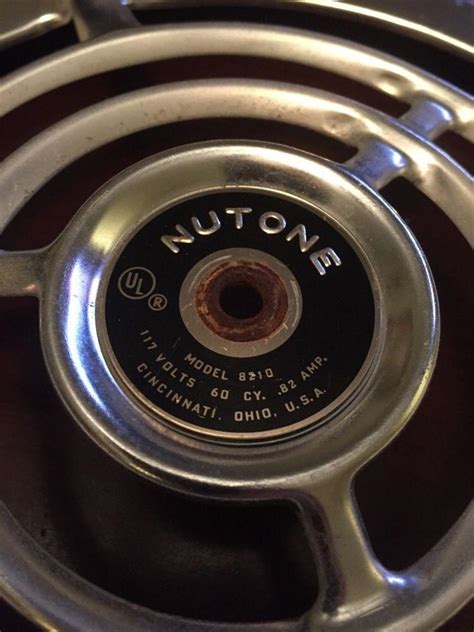 NUTONE
UL ®
MODEL 8210
117 VOLTS 60 CY. .82 AMP.
CINCINNATI, OHIO, U.S.A.